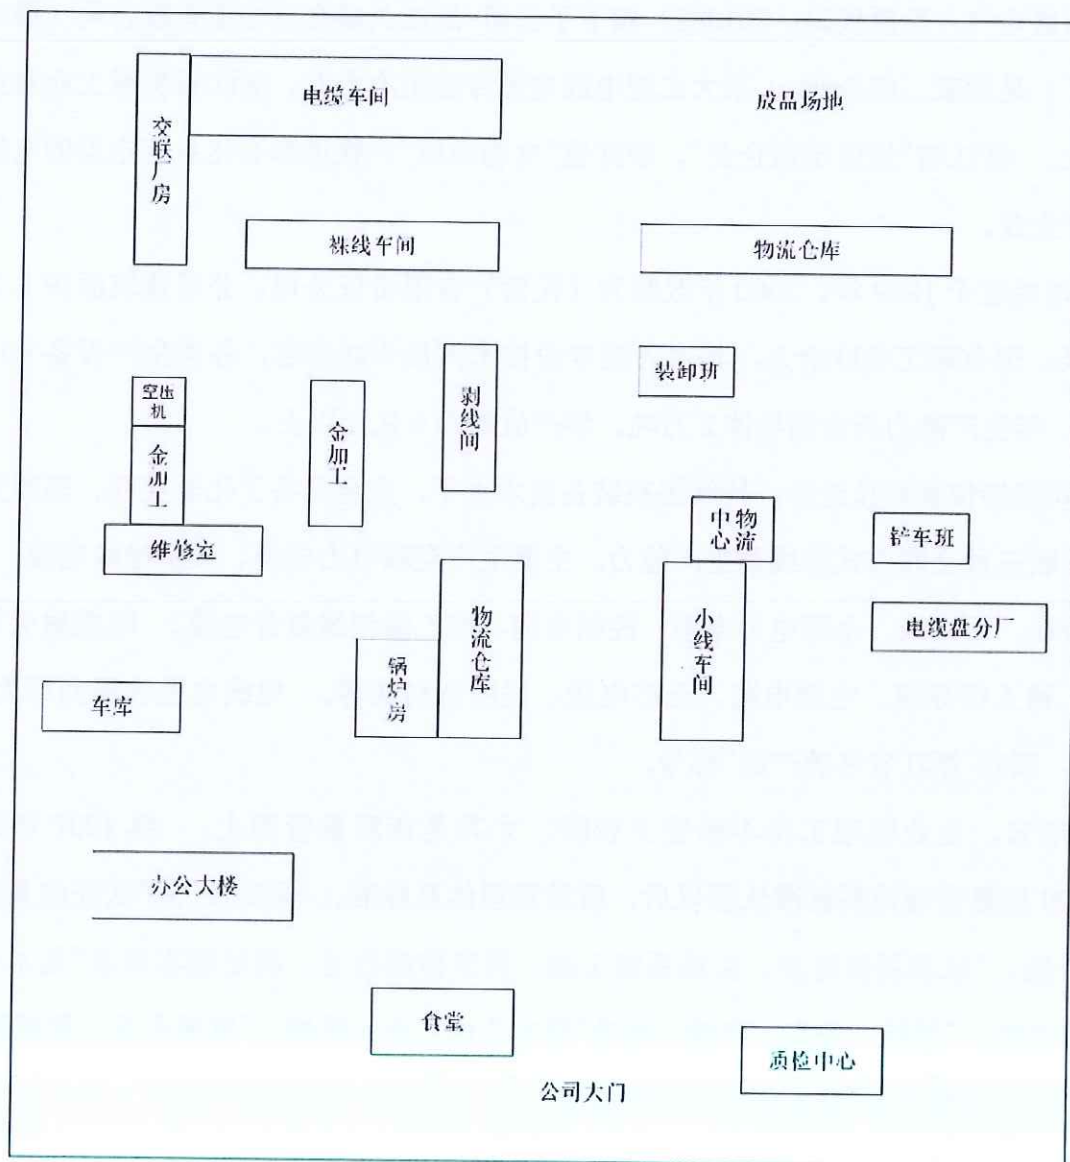 电缆车间
成品场地
交联厂房
裸线车间
物流仓库
装卸班
剥线间
空压
机
金加工
金加工
中物
心流
铲车班
维修室
物流仓库
小线车间
电缆盘分厂
锅炉房
车库
办公大楼
食堂
质检中心
公司大门